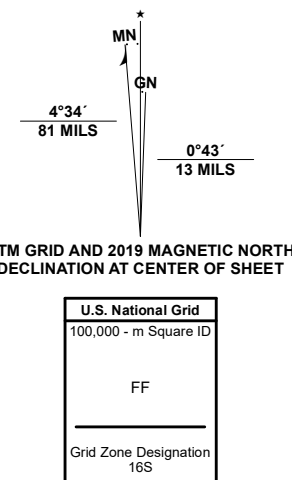 ★
MN
GN
4°34´
81 MILS
0°43´
13 MILS
TM GRID AND 2019 MAGNETIC NORTH
DECLINATION AT CENTER OF SHEET
U.S. National Grid
100,000 - m Square ID
FF
Grid Zone Designation
16S